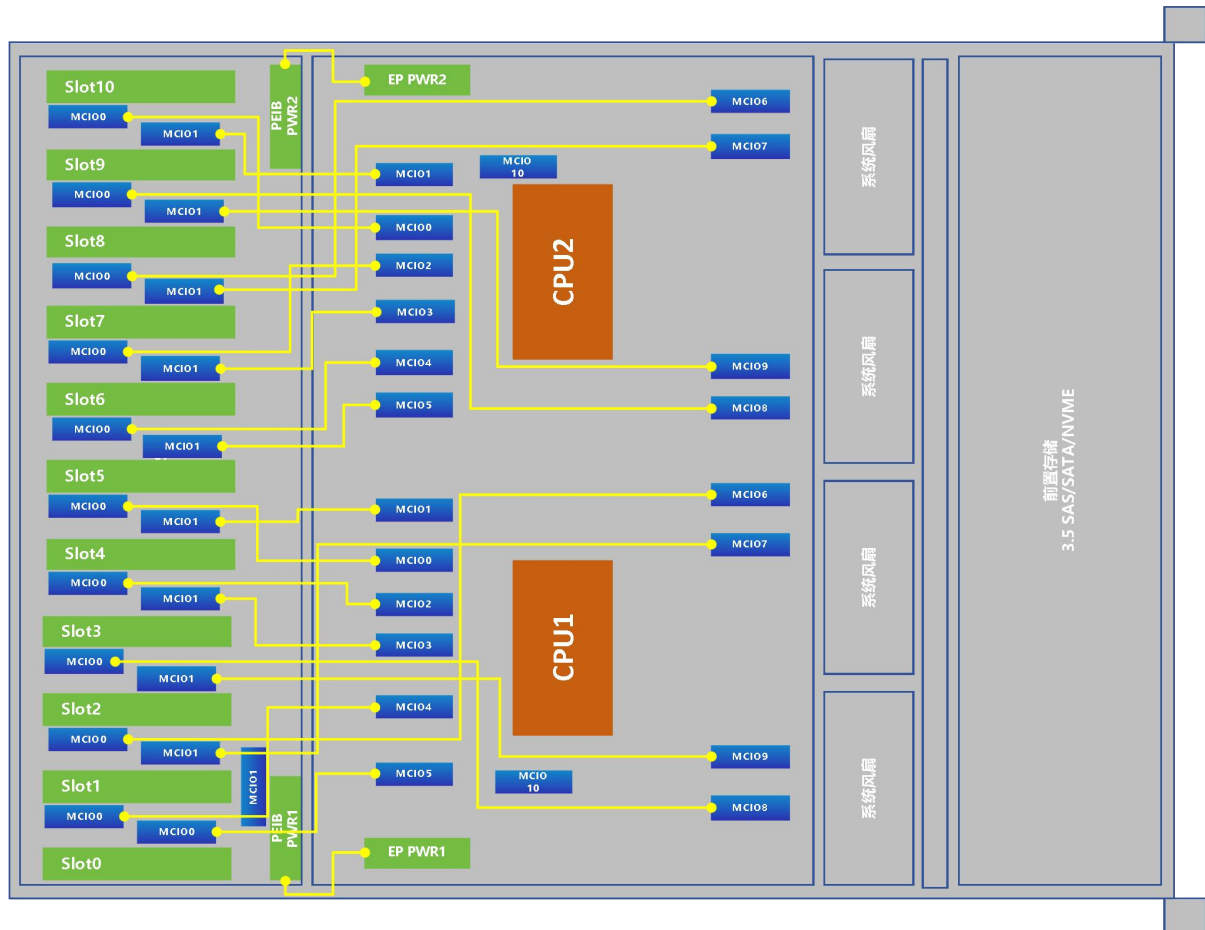 Slot10
MCIO0
MCIO1
Slot9
MCIO0
MCIO1
Slot8
MCIO0
MCIO1
Slot7
MCIO0
MCIO1
Slot6
MCIO0
MCIO1
Slot5
MCIO0
MCIO1
Slot4
MCIO0
MCIO1
Slot3
MCIO0
MCIO1
Slot2
MCIO0
MCIO1
MCIO1
Slot1
MCIO0
MCIO0
Slot0
PEIB
PWR2
PEIB
PWR1
EP PWR2
MCIO1
MCIO
10
MCIO0
MCIO2
MCIO3
MCIO4
MCIO5
CPU2
MCIO6
MCIO7
MCIO9
MCIO8
MCIO1
MCIO0
MCIO2
MCIO3
MCIO4
MCIO5
CPU1
MCIO
10
MCIO6
MCIO7
MCIO9
MCIO8
EP PWR1
系统风扇
系统风扇
系统风扇
系统风扇
前置存储
3.5 SAS/SATA/NVME